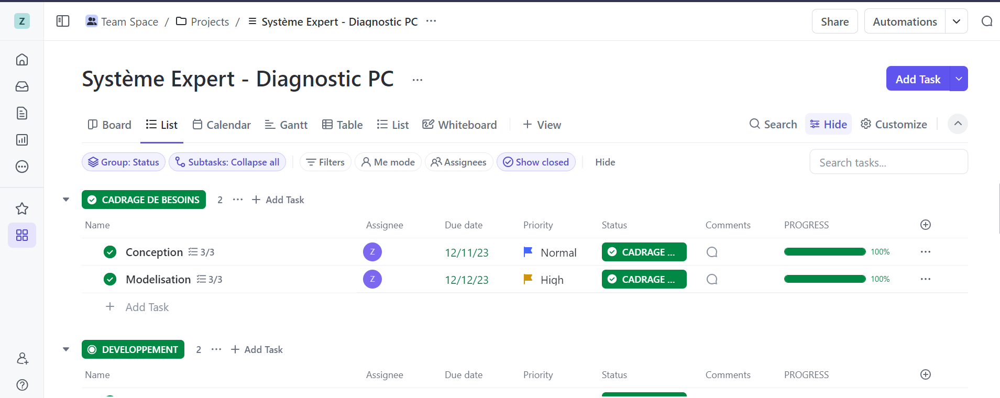 Z
Team Space / Projects / Système Expert - Diagnostic PC ...
Share
Automations
Système Expert - Diagnostic PC ...
Add Task
Board
List
Calendar
Gantt
Table
List
Whiteboard
+ View
Search
Hide
Customize
Group: Status
Subtasks: Collapse all
Filters
Me mode
Assignees
Show closed
Hide
Search tasks...
CADRAGE DE BESOINS 2 ... + Add Task
Name Assignee Due date Priority Status Comments PROGRESS
Conception 3/3 Z 12/11/23 Normal CADRAGE ... 100% ...
Modelisation 3/3 Z 12/12/23 High CADRAGE ... 100% ...
+ Add Task
DEVELOPPEMENT 2 ... + Add Task
Name Assignee Due date Priority Status Comments PROGRESS